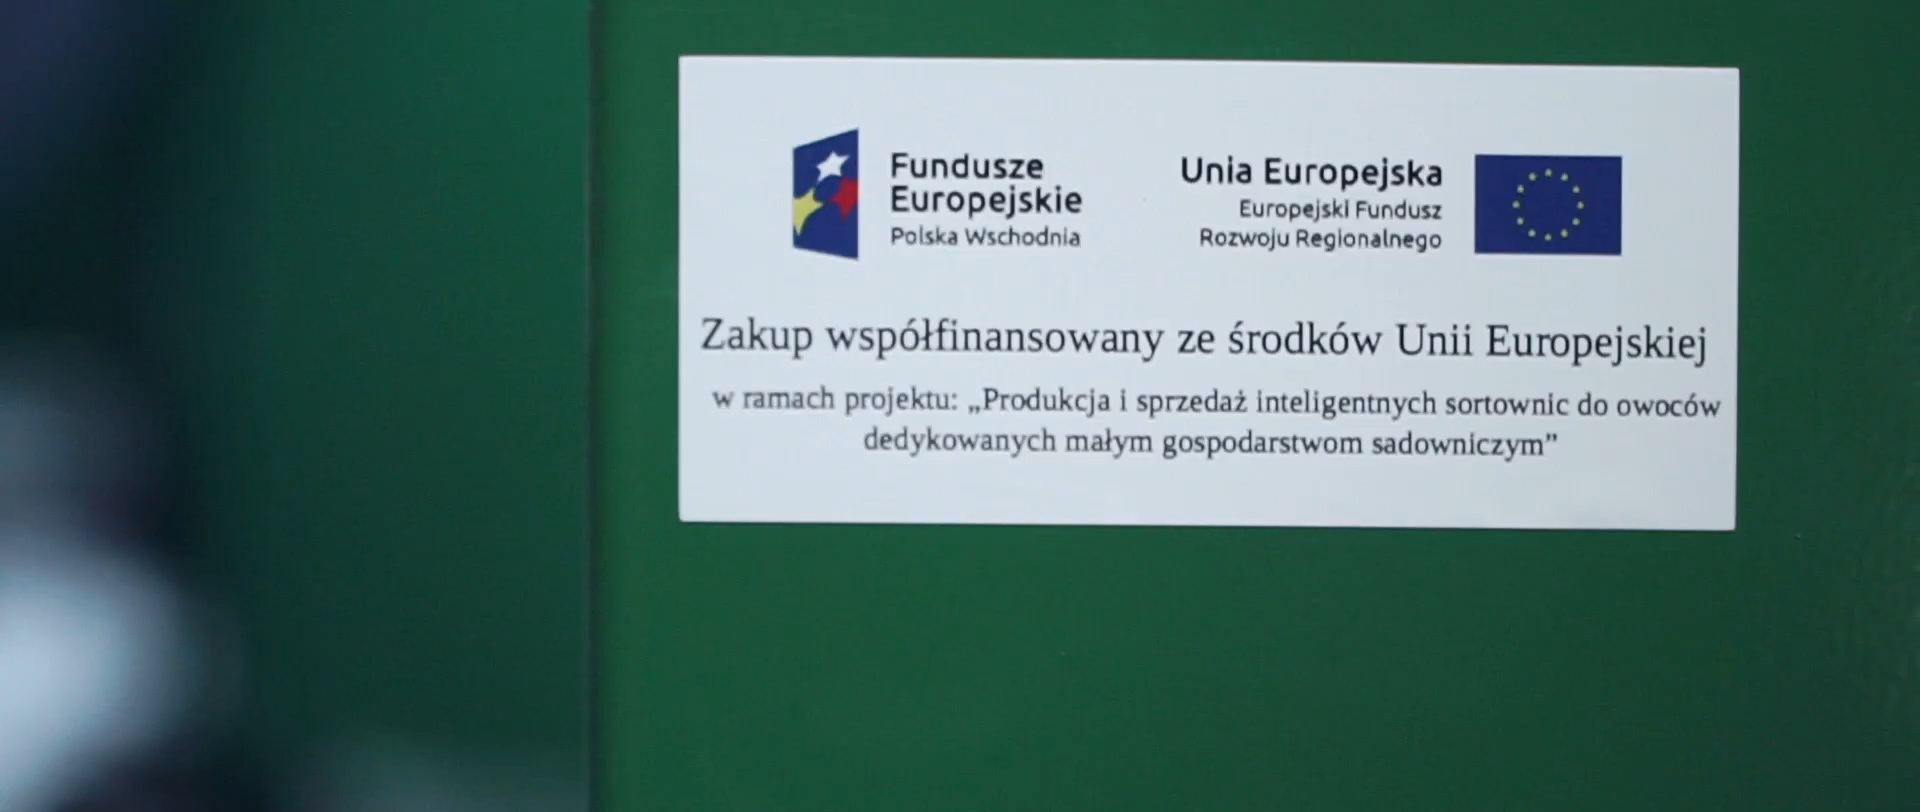 Fundusze
Europejskie
Polska Wschodnia
Unia Europejska
Europejski Fundusz
Rozwoju Regionalnego
Zakup współfinansowany ze środków Unii Europejskiej
w ramach projektu: „Produkcja i sprzedaż inteligentnych sortownic do owoców
dedykowanych małym gospodarstwom sadowniczym”